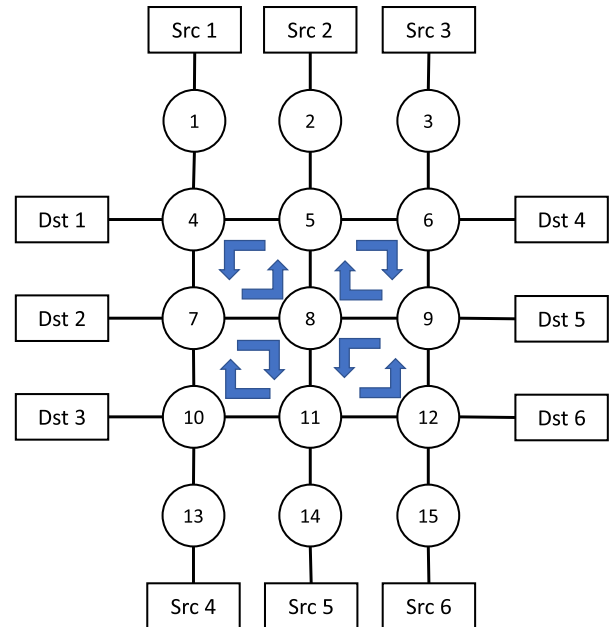 Src 1 Src 2 Src 3
1 2 3
Dst 1 4 5 6 Dst 4
Dst 2 7 8 9 Dst 5
Dst 3 10 11 12 Dst 6
13 14 15
Src 4 Src 5 Src 6